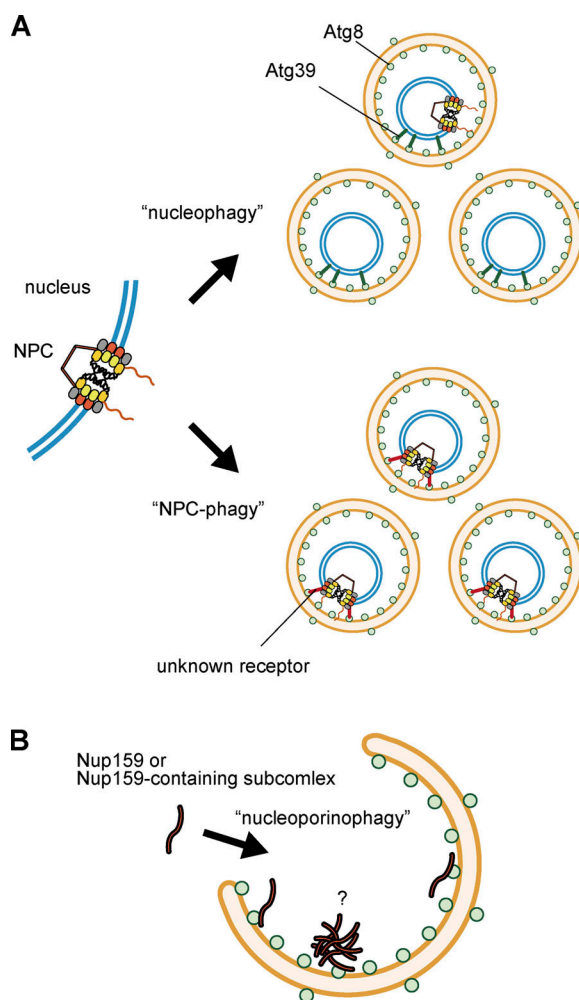 A
Atg8
Atg39
“nucleophagy”
nucleus
NPC
“NPC-phagy”
unknown receptor
B
Nup159 or
Nup159-containing subcomlex
“nucleoporinophagy”
?